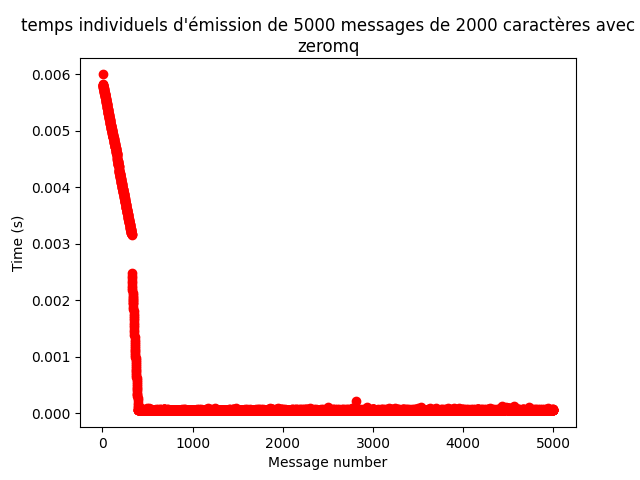 temps individuels d'émission de 5000 messages de 2000 caractères avec
zeromq
0.006
0.005
0.004
0.003
0.002
0.001
0.000
Time (s)
0 1000 2000 3000 4000 5000
Message number